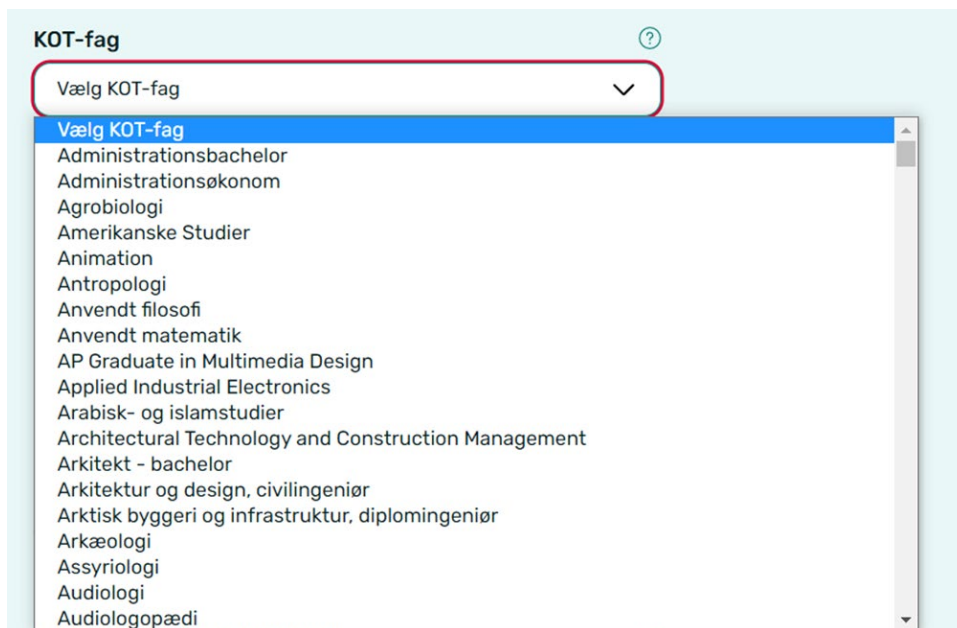 KOT-fag
?
Vælg KOT-fag
Vælg KOT-fag
Administrationsbachelor
Administrationsøkonom
Agrobiologi
Amerikanske Studier
Animation
Antropologi
Anvendt filosofi
Anvendt matematik
AP Graduate in Multimedia Design
Applied Industrial Electronics
Arabisk- og islamstudier
Architectural Technology and Construction Management
Arkitekt - bachelor
Arkitektur og design, civilingeniør
Arktisk byggeri og infrastruktur, diplomingeniør
Arkæologi
Assyriologi
Audiologi
Audiologopædi